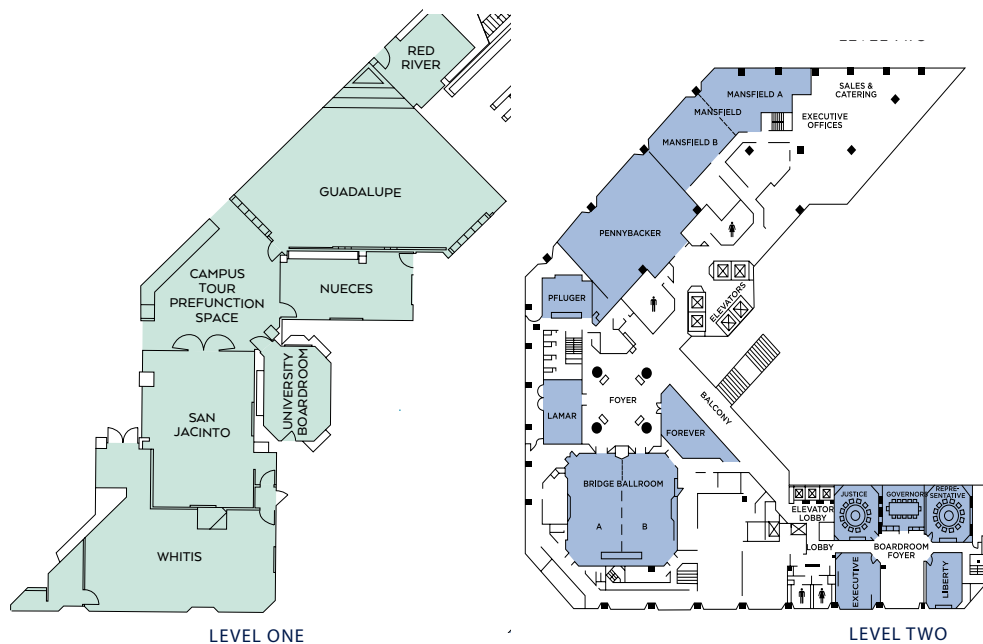 RED
RIVER
GUADALUPE
CAMPUS
TOUR
PREFUNCTION
SPACE
NUECES
UNIVERSITY
BOARDROOM
SAN
JACINTO
WHITIS
LEVEL ONE
MANSFIELD A
MANSFIELD
MANSFIELD B
SALES &
CATERING
EXECUTIVE
OFFICES
PENNYBACKER
PFLUGER
ELEVATORS
FOYER
BALCONY
LAMAR
FOREVER
BRIDGE BALLROOM
A
B
ELEVATOR
LOBBY
JUSTICE
GOVERNORS
REPRE-
SENTATIVE
LOBBY
BOARDROOM
FOYER
EXECUTIVE
LIBERTY
LEVEL TWO